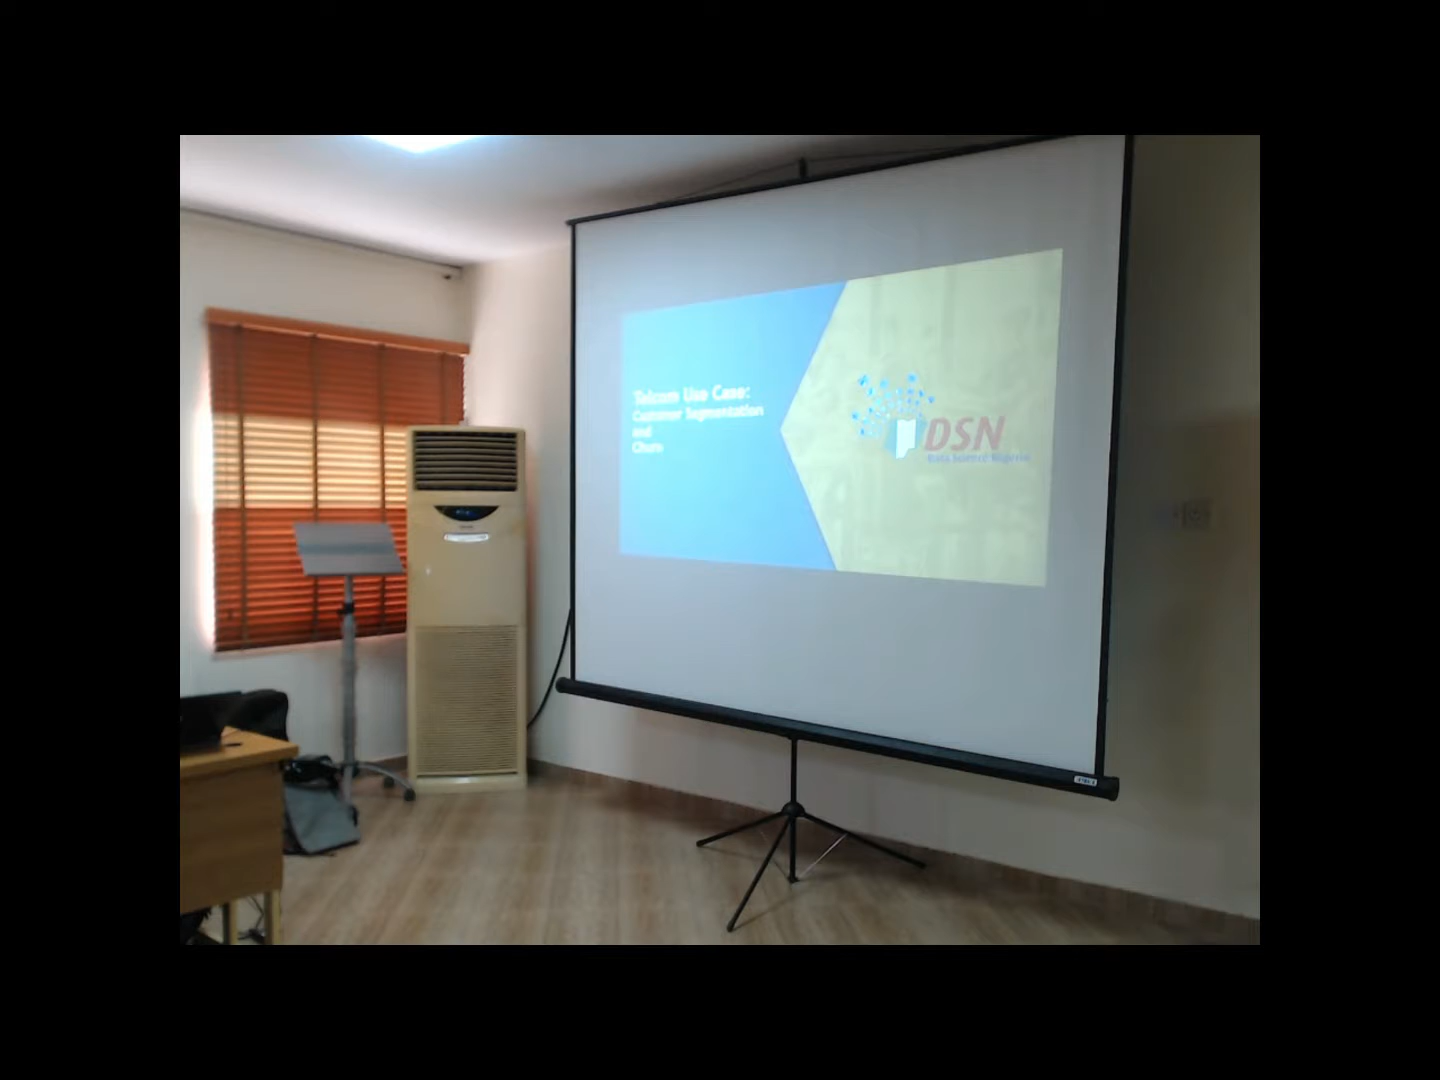 Telcom Use Case:
Customer Segmentation
and
Churn
DSN
Data Science Nigeria